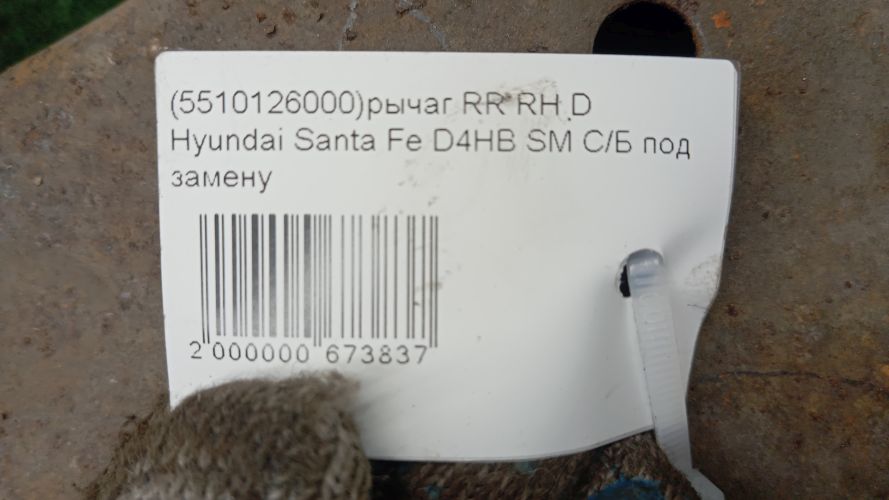 (5510126000)рычаг RR RH D
Hyundai Santa Fe D4HB SM С/Б под
замену
2 000000 673837